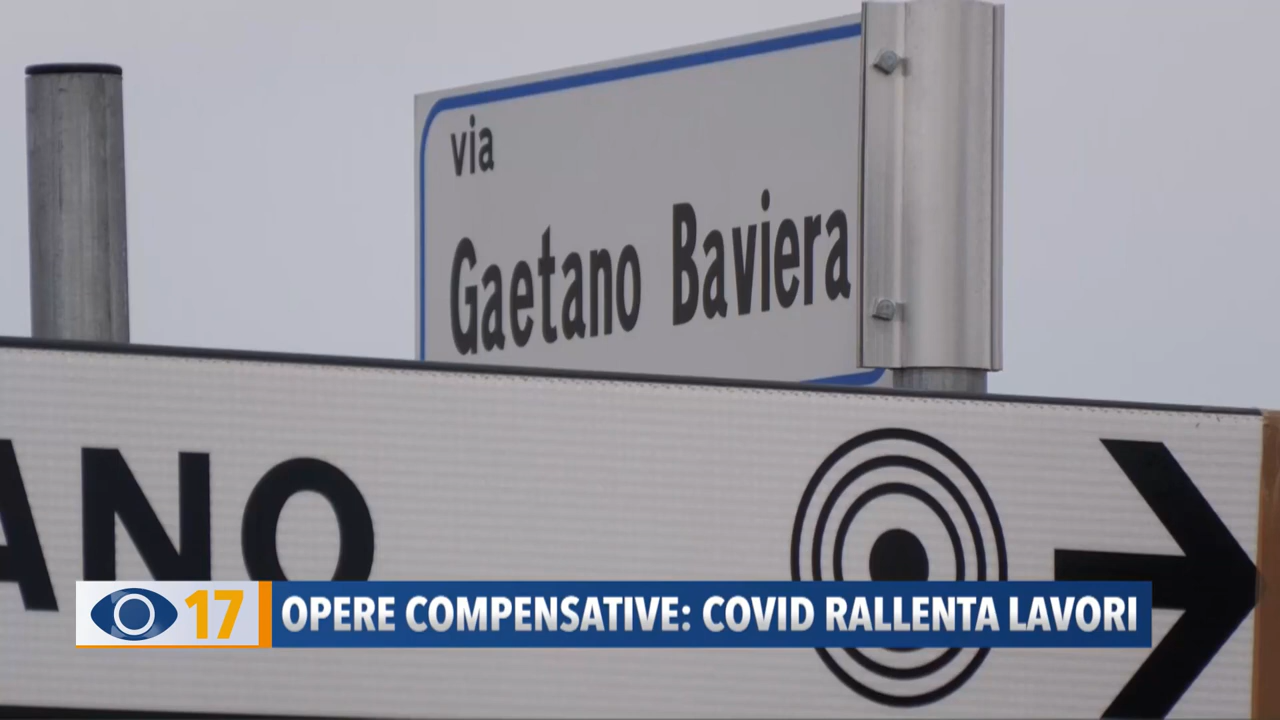 via
Gaetano Baviera
ANO
17 OPERE COMPENSATIVE: COVID RALLENTA LAVORI